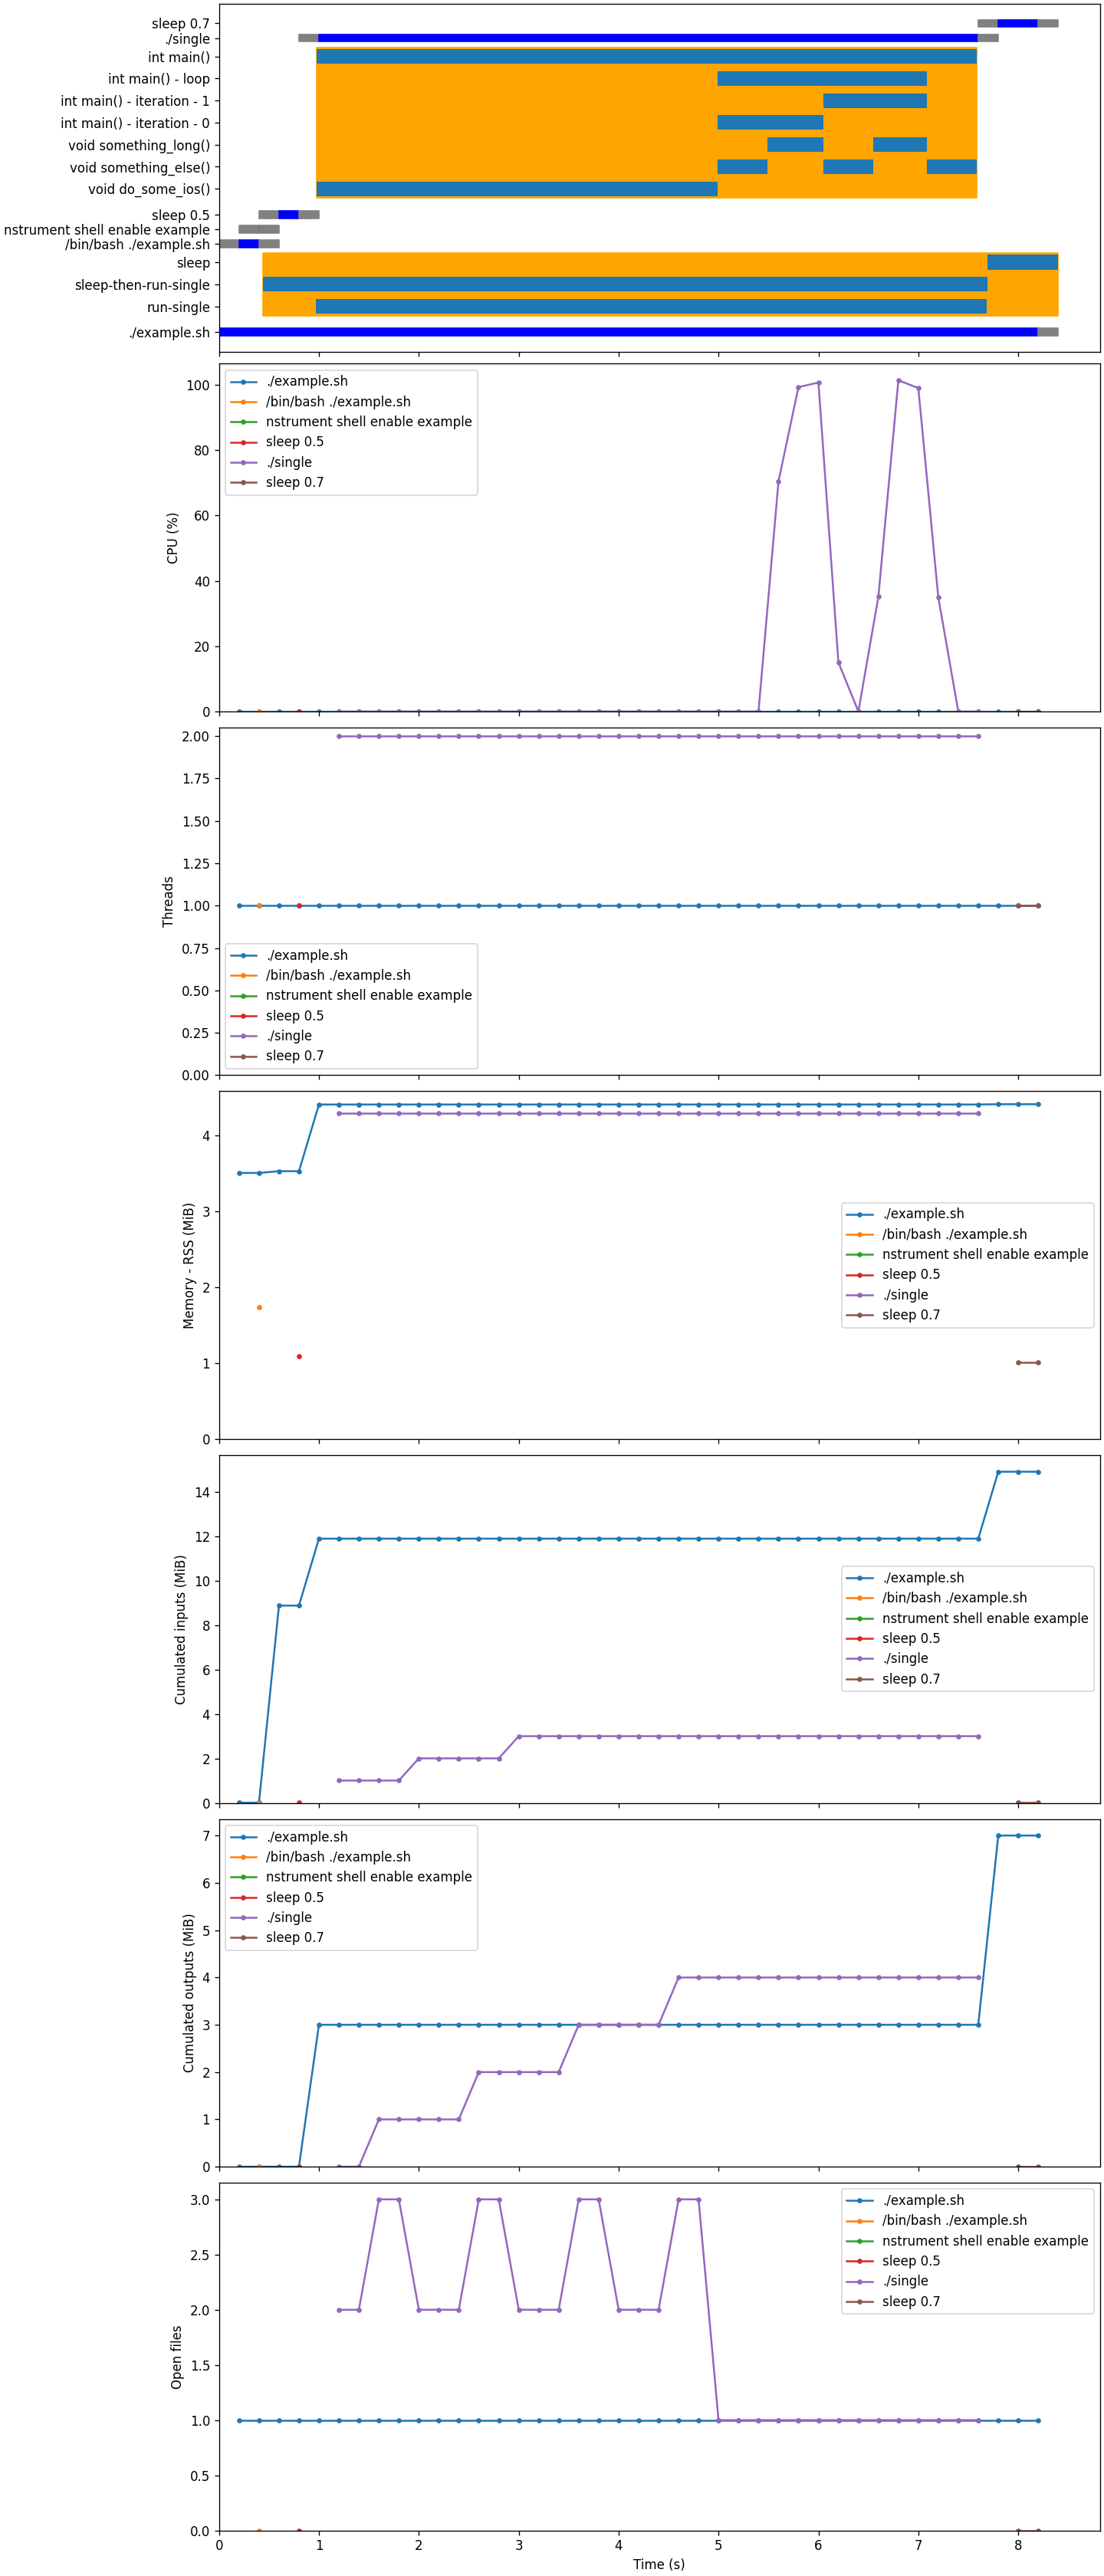 sleep 0.7
./single
int main()
int main() - loop
int main() - iteration - 1
int main() - iteration - 0
void something_long()
void something_else()
void do_some_ios()
sleep 0.5
nstrument shell enable example
/bin/bash ./example.sh
sleep
sleep-then-run-single
run-single
./example.sh
CPU (%)
100
80
60
40
20
0
./example.sh
/bin/bash ./example.sh
nstrument shell enable example
sleep 0.5
./single
sleep 0.7
Threads
2.00
1.75
1.50
1.25
1.00
0.75
0.50
0.25
0.00
./example.sh
/bin/bash ./example.sh
nstrument shell enable example
sleep 0.5
./single
sleep 0.7
Memory - RSS (MiB)
4
3
2
1
0
./example.sh
/bin/bash ./example.sh
nstrument shell enable example
sleep 0.5
./single
sleep 0.7
Cumulated inputs (MiB)
14
12
10
8
6
4
2
0
./example.sh
/bin/bash ./example.sh
nstrument shell enable example
sleep 0.5
./single
sleep 0.7
Cumulated outputs (MiB)
7
6
5
4
3
2
1
0
./example.sh
/bin/bash ./example.sh
nstrument shell enable example
sleep 0.5
./single
sleep 0.7
Open files
3.0
2.5
2.0
1.5
1.0
0.5
0.0
./example.sh
/bin/bash ./example.sh
nstrument shell enable example
sleep 0.5
./single
sleep 0.7
0 1 2 3 4 5 6 7 8
Time (s)